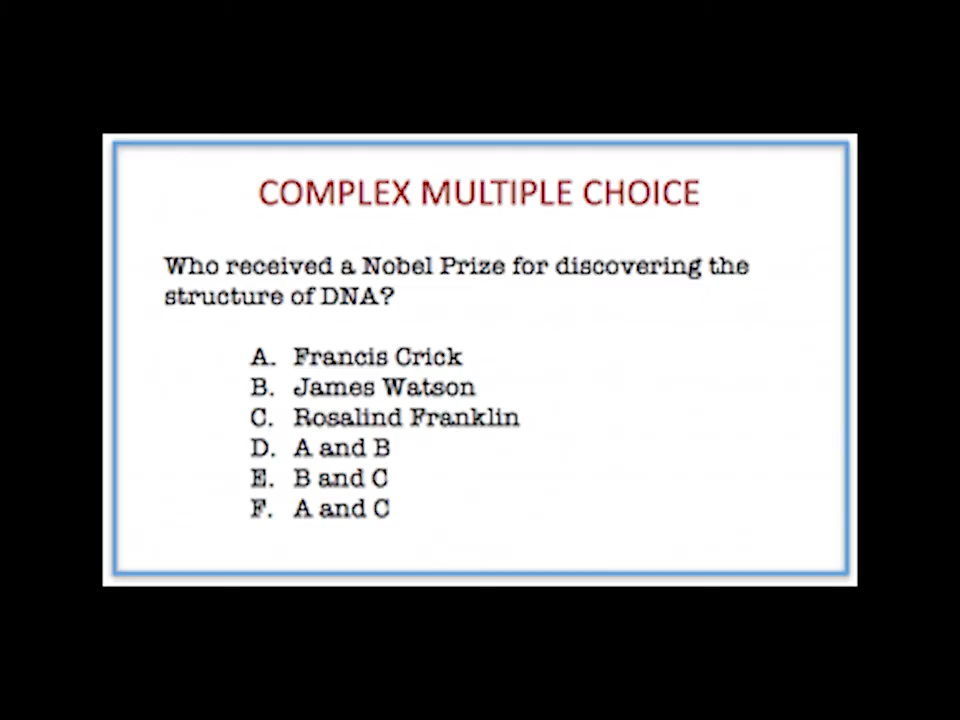 COMPLEX MULTIPLE CHOICE
Who received a Nobel Prize for discovering the
structure of DNA?
A. Francis Crick
B. James Watson
C. Rosalind Franklin
D. A and B
E. B and C
F. A and C